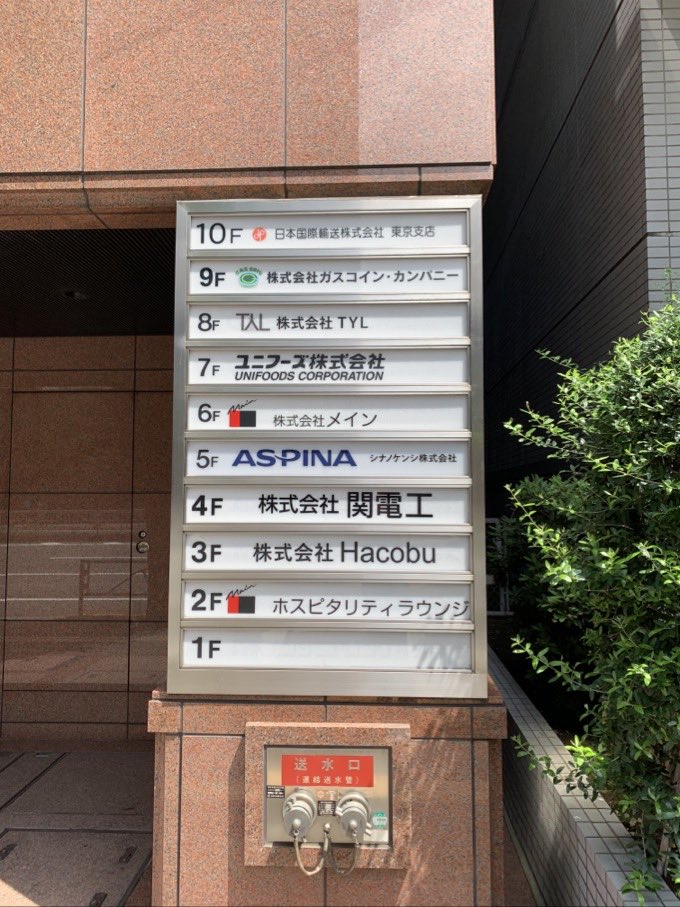 10F 日本国際輸送株式会社 東京支店
9F 株式会社ガスコイン・カンパニー
8F TYL 株式会社TYL
7F ユニフーズ株式会社
UNIFOODS CORPORATION
6F Main 株式会社メイン
5F ASPINA シナノケンシ株式会社
4F 株式会社 関電工
3F 株式会社 Hacobu
2F Main ホスピタリティラウンジ
1F
送水口
(連結送水管)